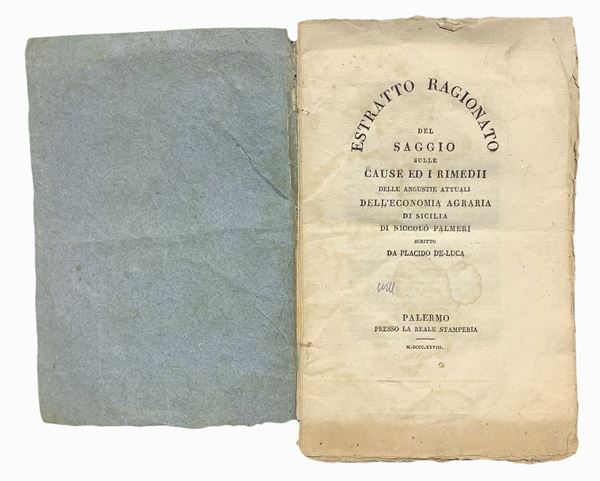 ESTRATTO RAGIONATO
DEL
SAGGIO
SULLE
CAUSE ED I RIMEDII
DELLE ANGUSTIE ATTUALI
DELL'ECONOMIA AGRARIA
DI SICILIA
DI NICCOLO PALMERI
SCRITTO
DA PLACIDO DE-LUCA
PALERMO
PRESSO LA REALE STAMPERIA
M.DCCC.XXVIII.